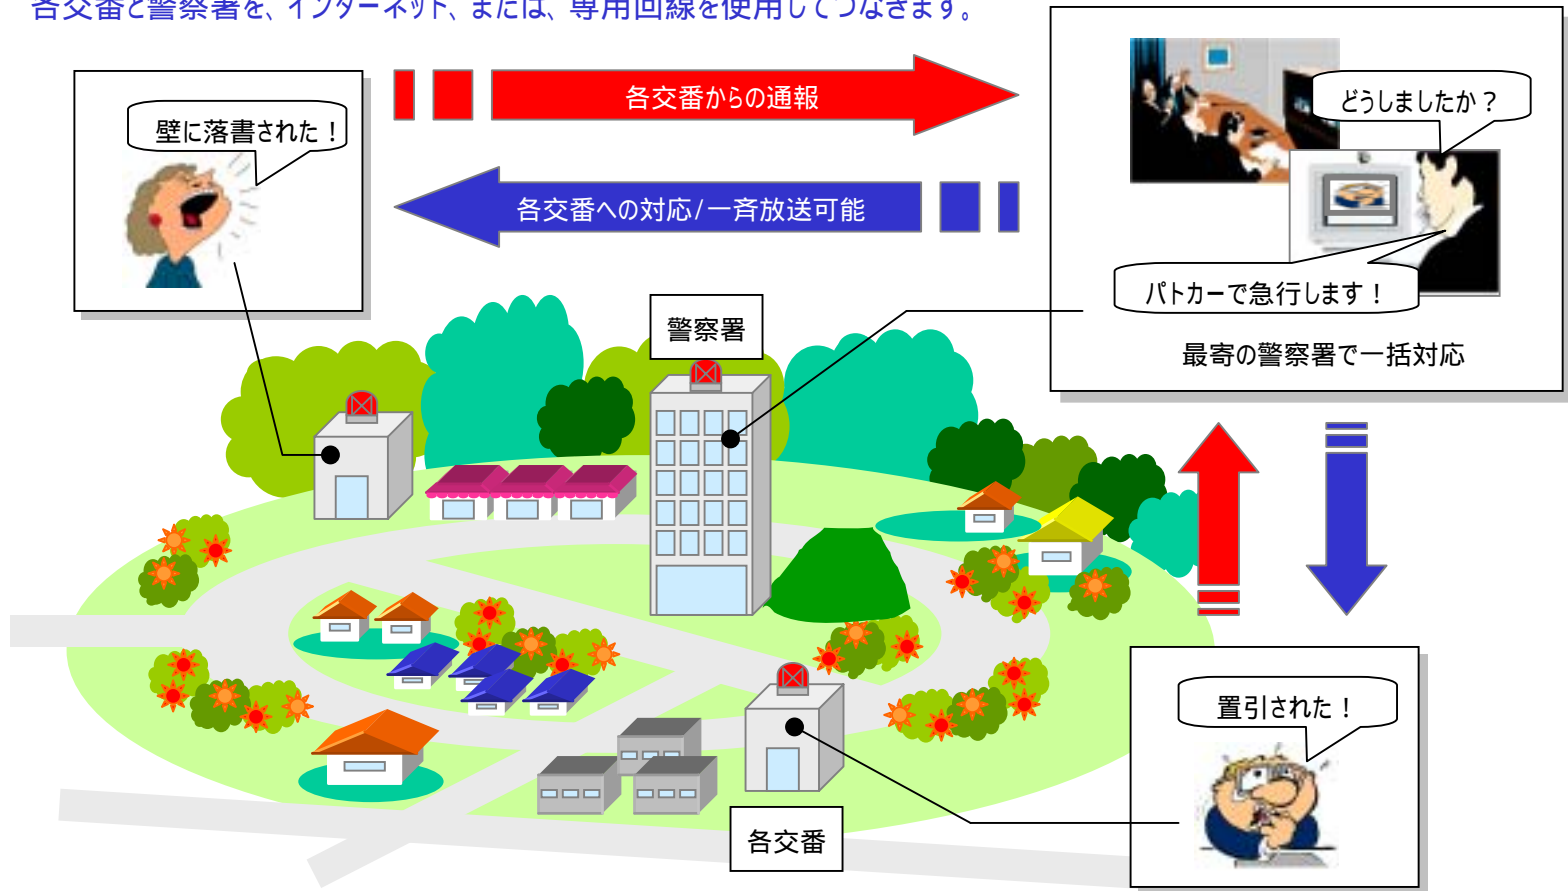 各交番と警察署を、インターネット、または、専用回線を使用してつなぎます。
各交番からの通報
壁に落書された！
どうしましたか？
各交番への対応/一斉放送可能
パトカーで急行します！
警察署
最寄の警察署で一括対応
置引された！
各交番